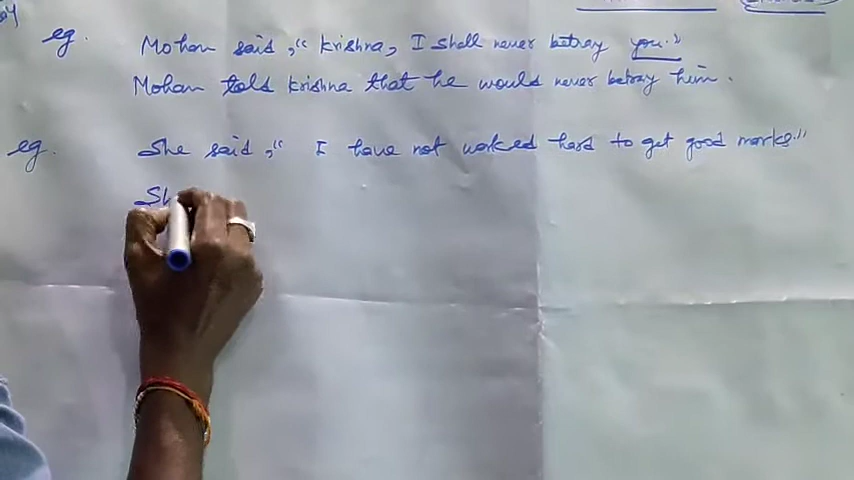 eg. Mohan said ,“ Krishna, I shall never betray you.”
Mohan told Krishna that he would never betray him .
eg. She said ,“ I have not worked hard to get good marks.”
Sh